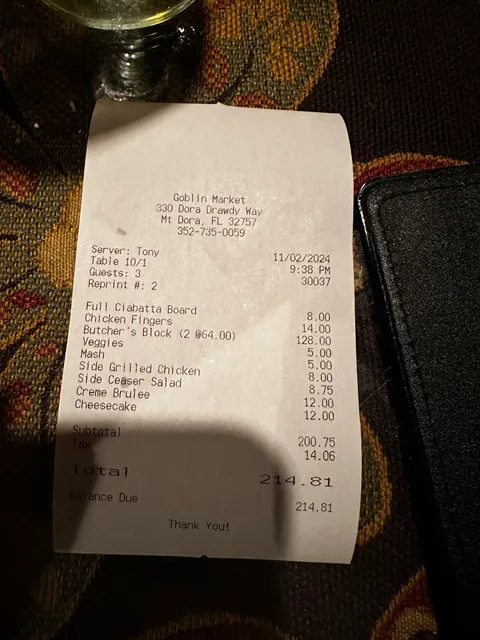 Goblin Market
330 Dora Drawdy Way
Mt Dora, FL 32757
352-735-0059
Server: Tony 11/02/2024
Table 10/1 9:38 PM
Guests: 3 30037
Reprint #: 2
Full Ciabatta Board 8.00
Chicken Fingers 14.00
Butcher's Block (2 @64.00) 128.00
Veggies 5.00
Mash 5.00
Side Grilled Chicken 8.00
Side Ceaser Salad 8.75
Creme Brulee 12.00
Cheesecake 12.00
Subtotal 200.75
Tax 14.06
Total 214.81
Balance Due 214.81
Thank You!